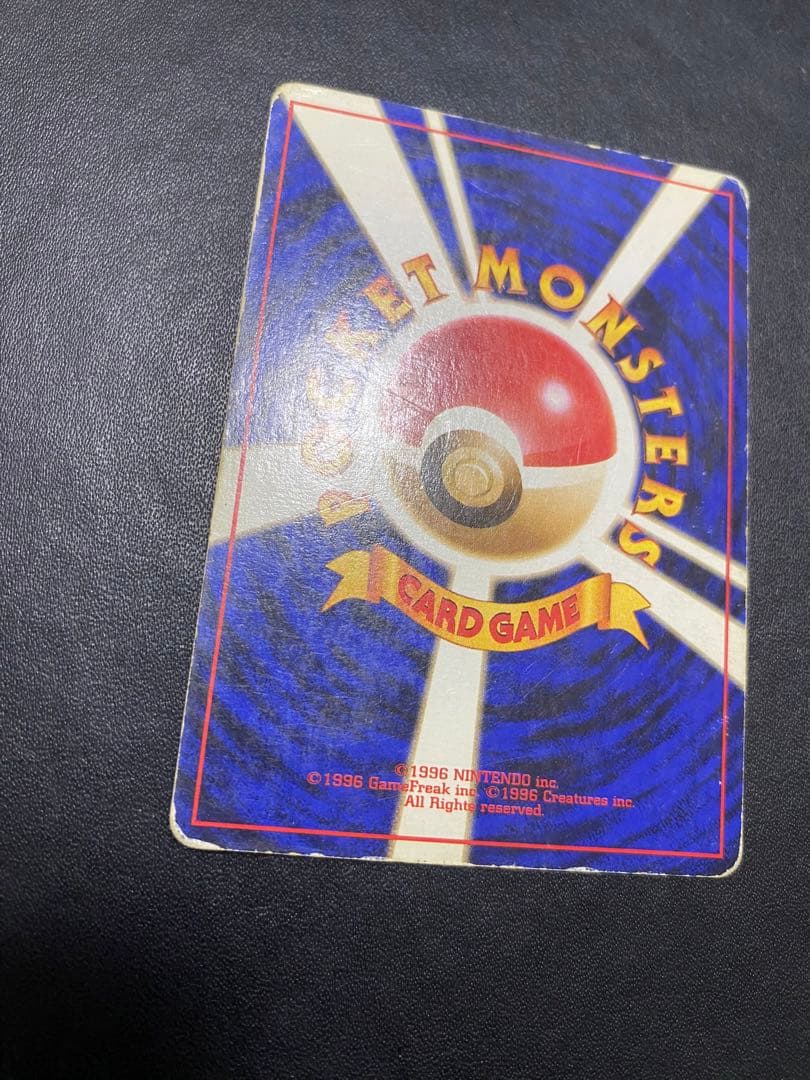 POCKET MONSTERS
CARD GAME
©1996 NINTENDO inc.
©1996 GameFreak inc. ©1996 Creatures inc.
All Rights reserved.